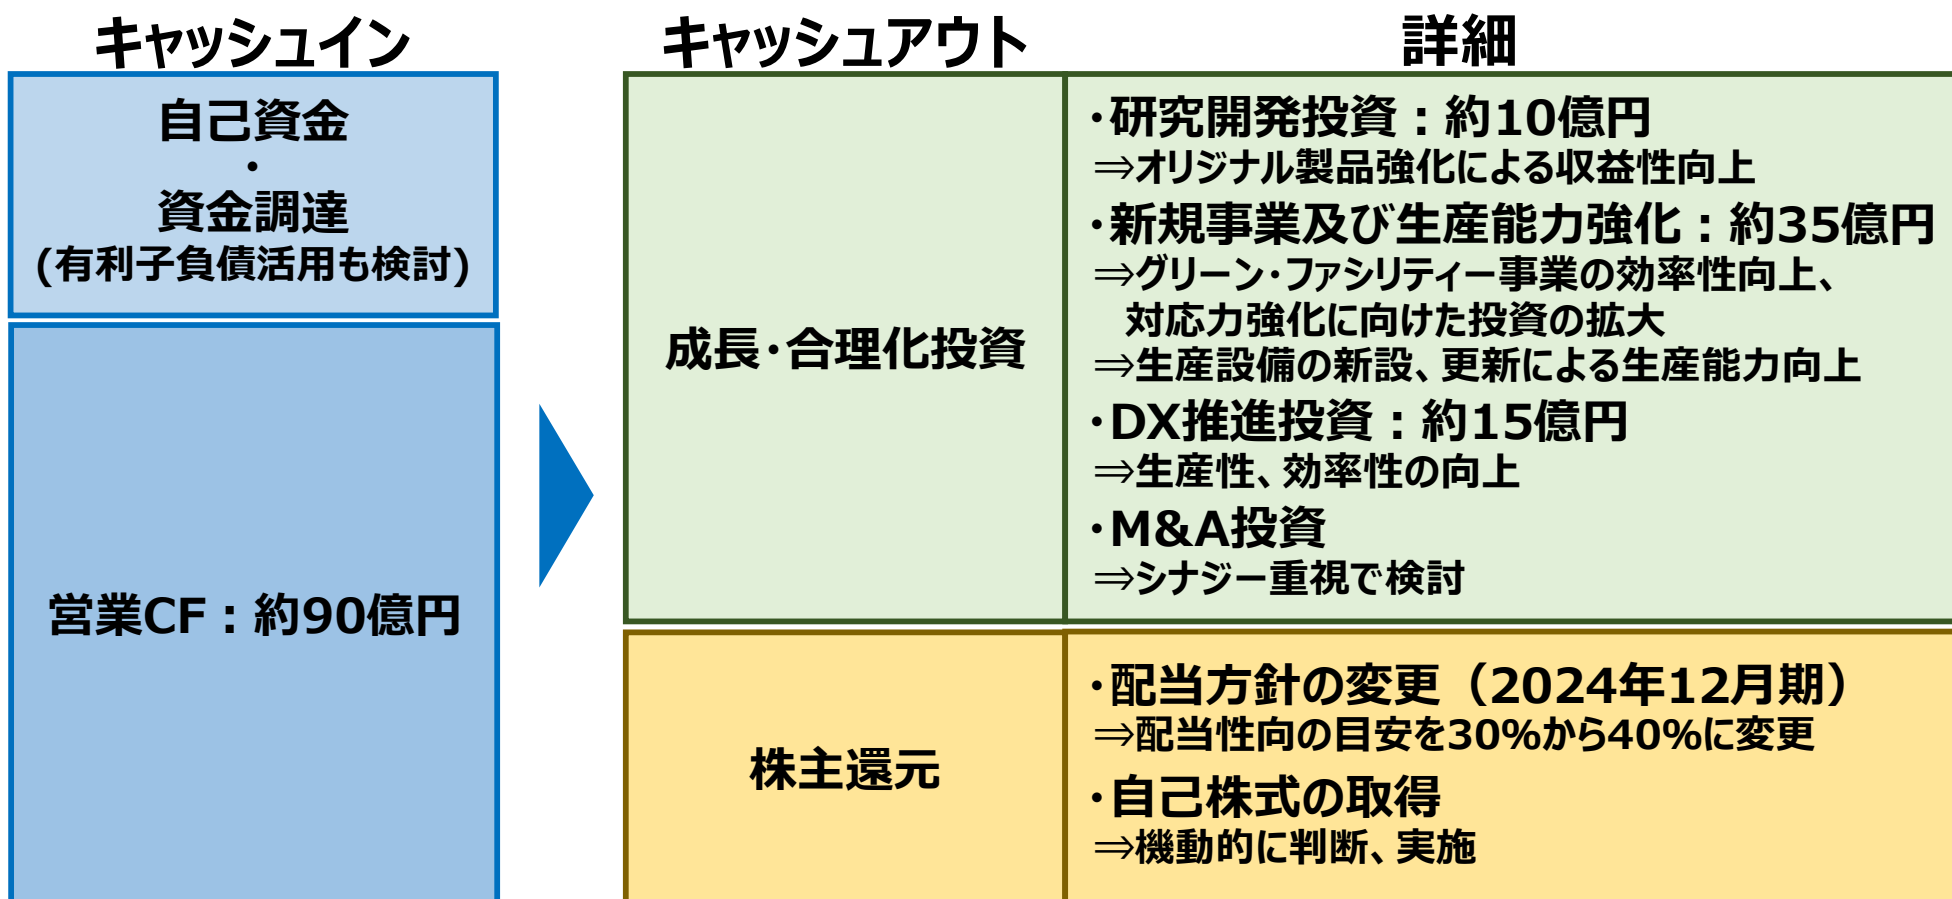 キャッシュイン
キャッシュアウト
詳細
自己資金
・
資金調達
(有利子負債活用も検討)
営業CF：約90億円
成長・合理化投資
・研究開発投資：約10億円
⇒オリジナル製品強化による収益性向上
・新規事業及び生産能力強化：約35億円
⇒グリーン・ファシリティー事業の効率性向上、
対応力強化に向けた投資の拡大
⇒生産設備の新設、更新による生産能力向上
・DX推進投資：約15億円
⇒生産性、効率性の向上
・M&A投資
⇒シナジー重視で検討
株主還元
・配当方針の変更（2024年12月期）
⇒配当性向の目安を30%から40%に変更
・自己株式の取得
⇒機動的に判断、実施